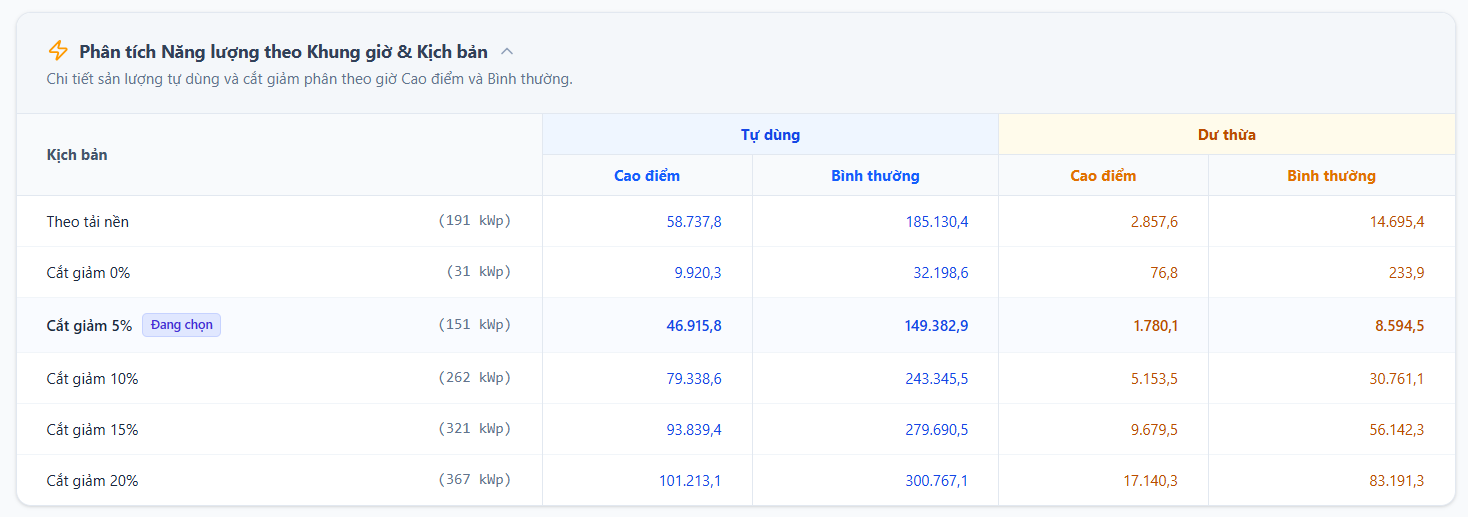 Phân tích Năng lượng theo Khung giờ & Kịch bản
Chi tiết sản lượng tự dùng và cắt giảm phân theo giờ Cao điểm và Bình thường.
Kịch bản Tự dùng Dư thừa
Cao điểm Bình thường Cao điểm Bình thường
Theo tải nền (191 kWp) 58.737,8 185.130,4 2.857,6 14.695,4
Cắt giảm 0% (31 kWp) 9.920,3 32.198,6 76,8 233,9
Cắt giảm 5% Đang chọn (151 kWp) 46.915,8 149.382,9 1.780,1 8.594,5
Cắt giảm 10% (262 kWp) 79.338,6 243.345,5 5.153,5 30.761,1
Cắt giảm 15% (321 kWp) 93.839,4 279.690,5 9.679,5 56.142,3
Cắt giảm 20% (367 kWp) 101.213,1 300.767,1 17.140,3 83.191,3